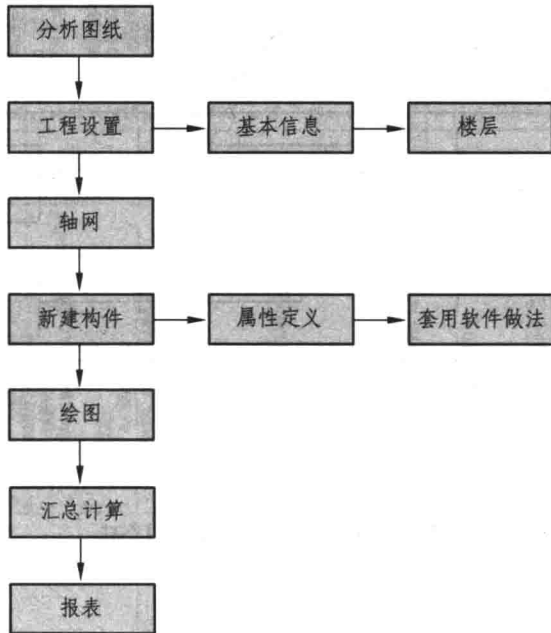 分析图纸
工程设置
基本信息
楼层
轴网
新建构件
属性定义
套用软件做法
绘图
汇总计算
报表